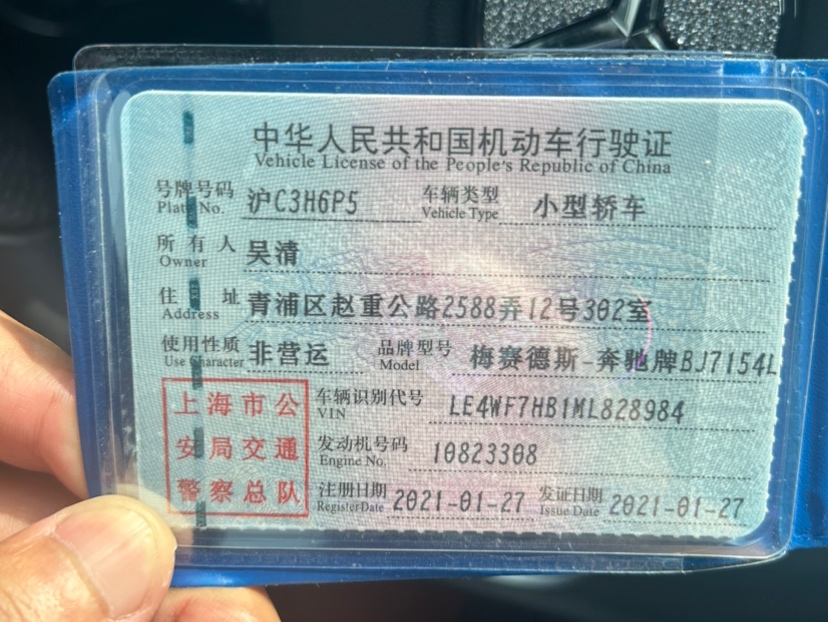 中华人民共和国机动车行驶证
Vehicle License of the People's Republic of China
号牌号码 沪C3H6P5 车辆类型 小型轿车
Plate No. Vehicle Type
所有人 吴清
Owner
住址 青浦区赵重公路2588弄12号302室
Address
使用性质 非营运 品牌型号 梅赛德斯-奔驰牌BJ7154L
Use Character Model
上海市公 车辆识别代号 LE4WF7HB1ML828984
VIN
安局交通 发动机号码 10823308
Engine No.
警察总队 注册日期 2021-01-27 发证日期 2021-01-27
Register Date Issue Date